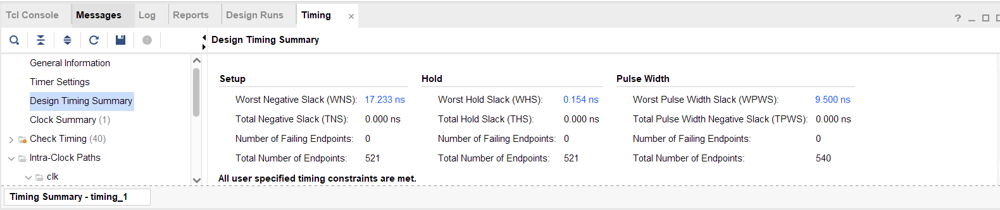 Tcl Console Messages Log Reports Design Runs Timing ×
? _
Design Timing Summary
General Information
Timer Settings
Design Timing Summary
Clock Summary (1)
Check Timing (40)
Intra-Clock Paths
clk
Setup
Worst Negative Slack (WNS): 17.233 ns
Total Negative Slack (TNS): 0.000 ns
Number of Failing Endpoints: 0
Total Number of Endpoints: 521
Hold
Worst Hold Slack (WHS): 0.154 ns
Total Hold Slack (THS): 0.000 ns
Number of Failing Endpoints: 0
Total Number of Endpoints: 521
Pulse Width
Worst Pulse Width Slack (WPWS): 9.500 ns
Total Pulse Width Negative Slack (TPWS): 0.000 ns
Number of Failing Endpoints: 0
Total Number of Endpoints: 540
All user specified timing constraints are met.
Timing Summary - timing_1